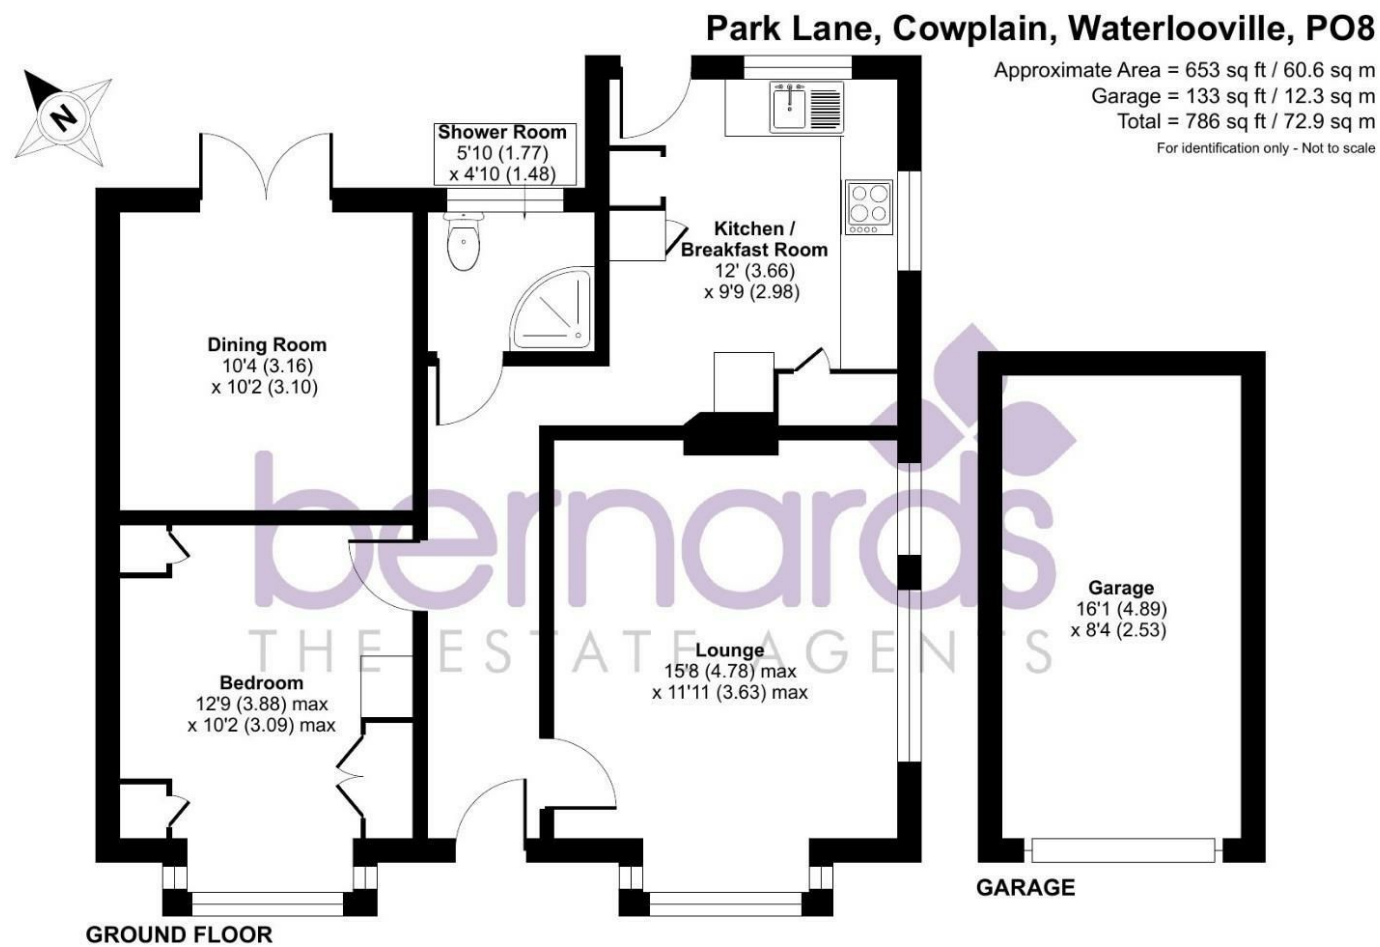 Park Lane, Cowplain, Waterlooville, PO8
Approximate Area = 653 sq ft / 60.6 sq m
Garage = 133 sq ft / 12.3 sq m
Total = 786 sq ft / 72.9 sq m
For identification only - Not to scale
N
Shower Room
5'10 (1.77)
x 4'10 (1.48)
Kitchen /
Breakfast Room
12' (3.66)
x 9'9 (2.98)
Dining Room
10'4 (3.16)
x 10'2 (3.10)
bernards
THE ESTATE AGENTS
Garage
16'1 (4.89)
x 8'4 (2.53)
Lounge
15'8 (4.78) max
x 11'11 (3.63) max
Bedroom
12'9 (3.88) max
x 10'2 (3.09) max
GARAGE
GROUND FLOOR